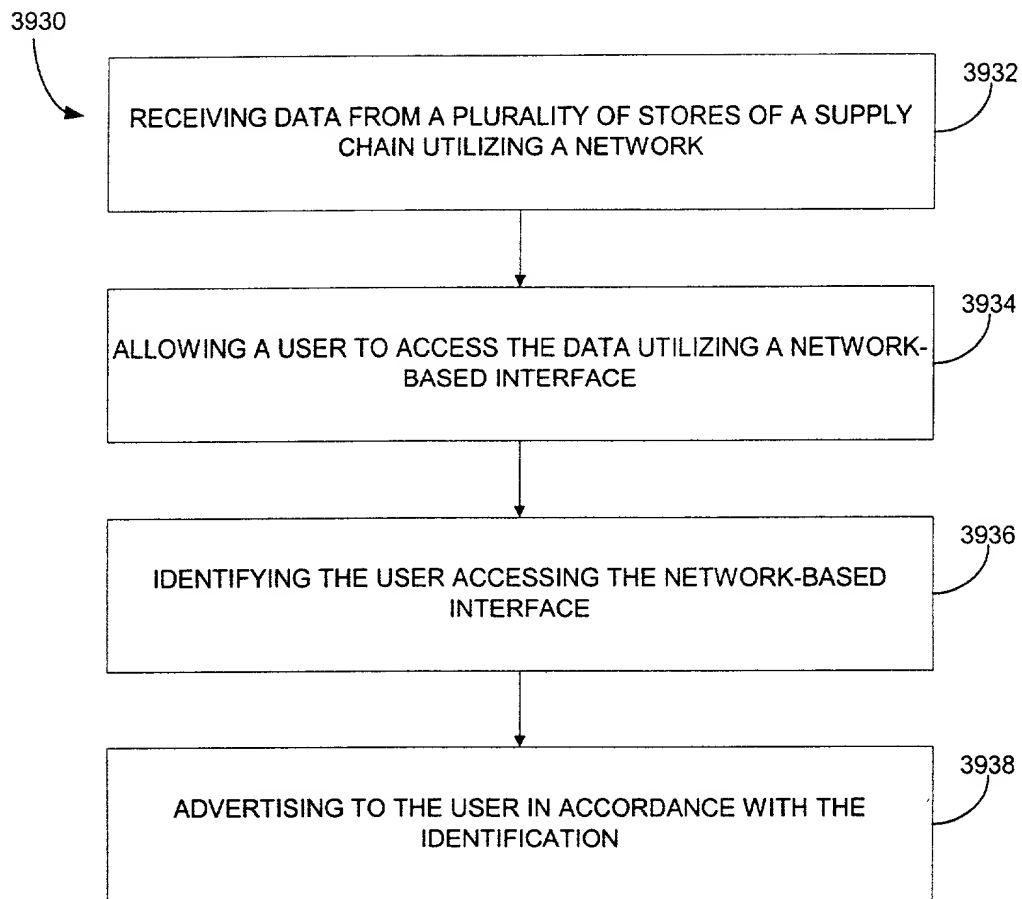 3930
3932
RECEIVING DATA FROM A PLURALITY OF STORES OF A SUPPLY
CHAIN UTILIZING A NETWORK
3934
ALLOWING A USER TO ACCESS THE DATA UTILIZING A NETWORK-
BASED INTERFACE
3936
IDENTIFYING THE USER ACCESSING THE NETWORK-BASED
INTERFACE
3938
ADVERTISING TO THE USER IN ACCORDANCE WITH THE
IDENTIFICATION